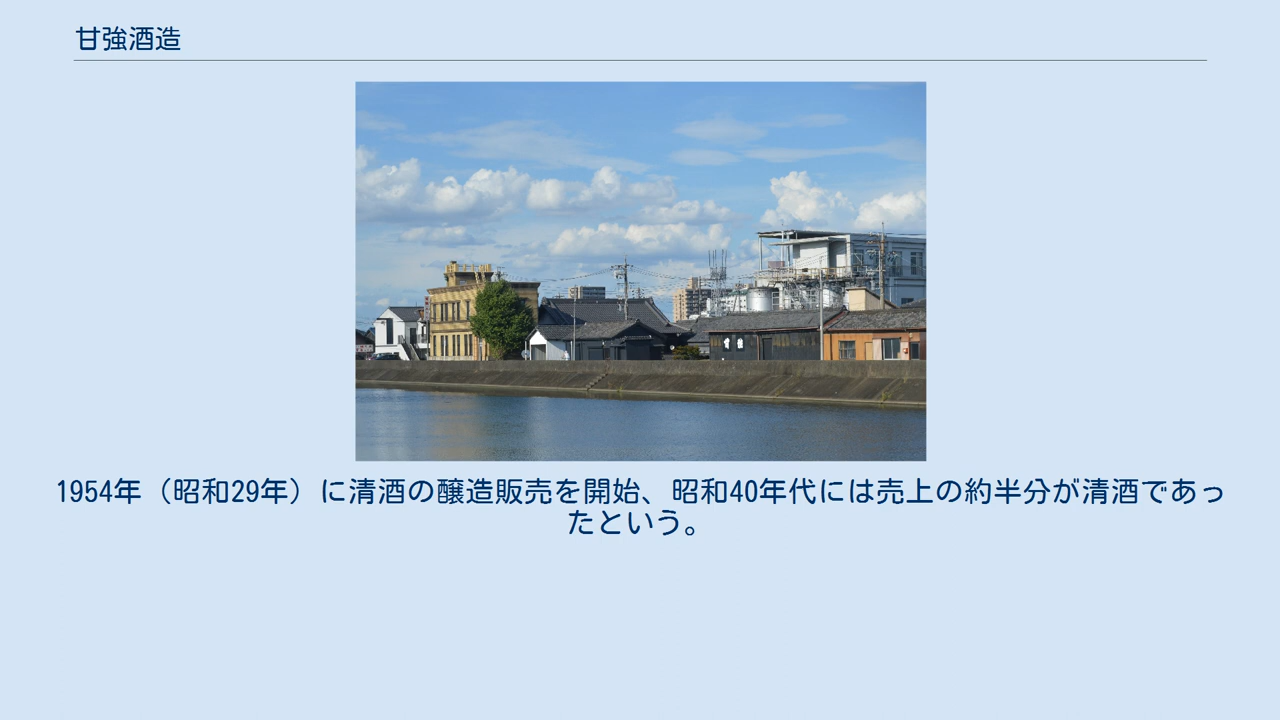 甘強酒造
1954年（昭和29年）に清酒の醸造販売を開始、昭和40年代には売上の約半分が清酒であっ
たという。